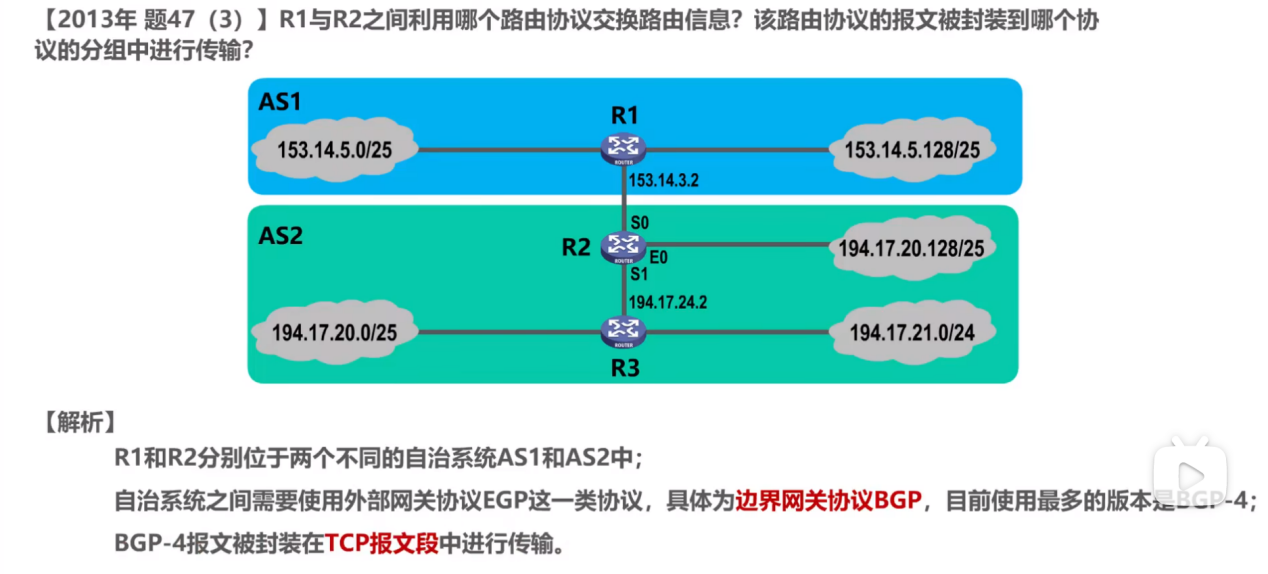 【2013年 题47（3）】R1与R2之间利用哪个路由协议交换路由信息？该路由协议的报文被封装到哪个协
议的分组中进行传输？
AS1
R1
153.14.5.0/25
153.14.5.128/25
ROUTER
153.14.3.2
AS2
S0
R2
194.17.20.128/25
ROUTER
E0
S1
194.17.24.2
194.17.20.0/25
194.17.21.0/24
ROUTER
R3
【解析】
R1和R2分别位于两个不同的自治系统AS1和AS2中；
自治系统之间需要使用外部网关协议EGP这一类协议，具体为边界网关协议BGP，目前使用最多的版本是BGP-4；
BGP-4报文被封装在TCP报文段中进行传输。